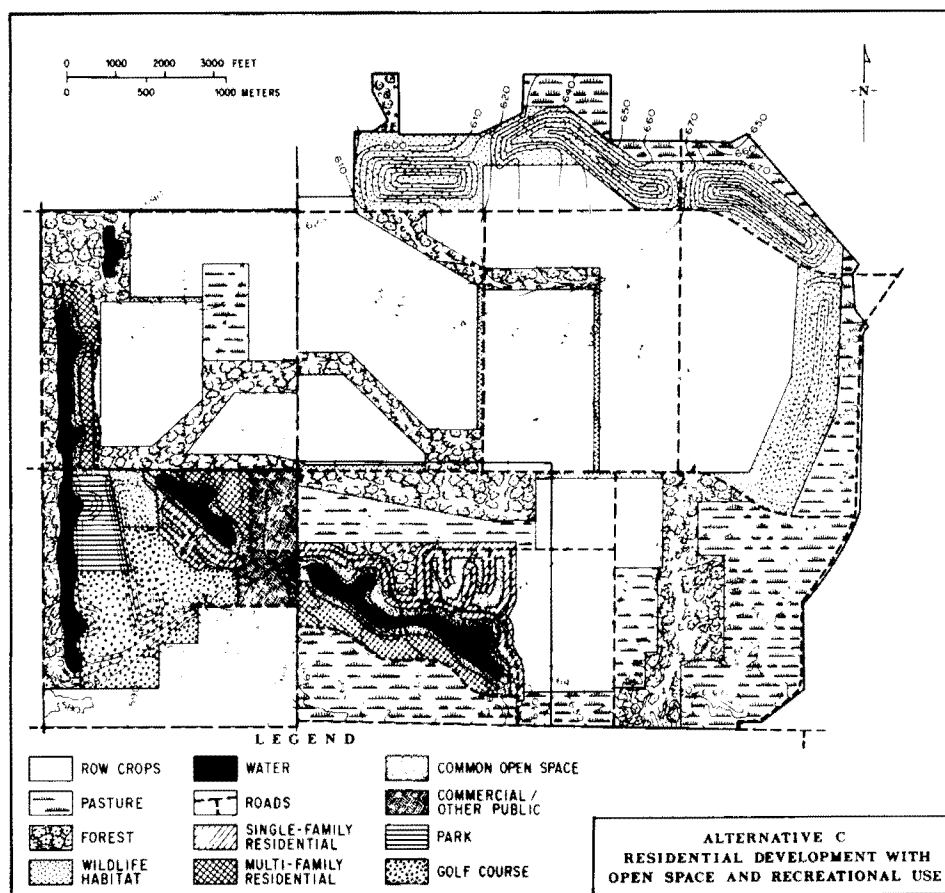 0 1000 2000 3000 FEET
0 500 1000 METERS
N
610
620
640
650
660
670
650
600
610
LEGEND
ROW CROPS
WATER
COMMON OPEN SPACE
PASTURE
ROADS
COMMERCIAL/
OTHER PUBLIC
FOREST
SINGLE-FAMILY
RESIDENTIAL
PARK
WILDLIFE
HABITAT
MULTI-FAMILY
RESIDENTIAL
GOLF COURSE
ALTERNATIVE C
RESIDENTIAL DEVELOPMENT WITH
OPEN SPACE AND RECREATIONAL USE